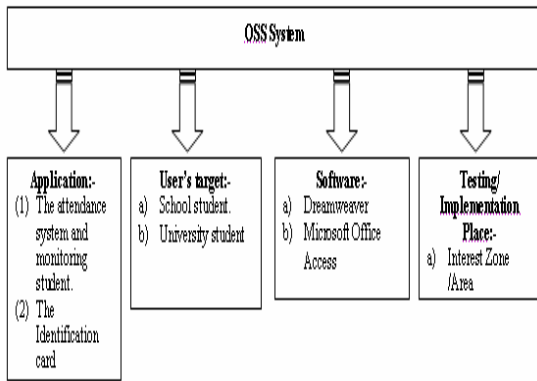 OSS System
Application:-
(1) The attendance
system and
monitoring
student.
(2) The
Identification
card
User's target:-
a) School student.
b) University student
Software:-
a) Dreamweaver
b) Microsoft Office
Access
Testing/
Implementation
Place:-
a) Interest Zone
/Area